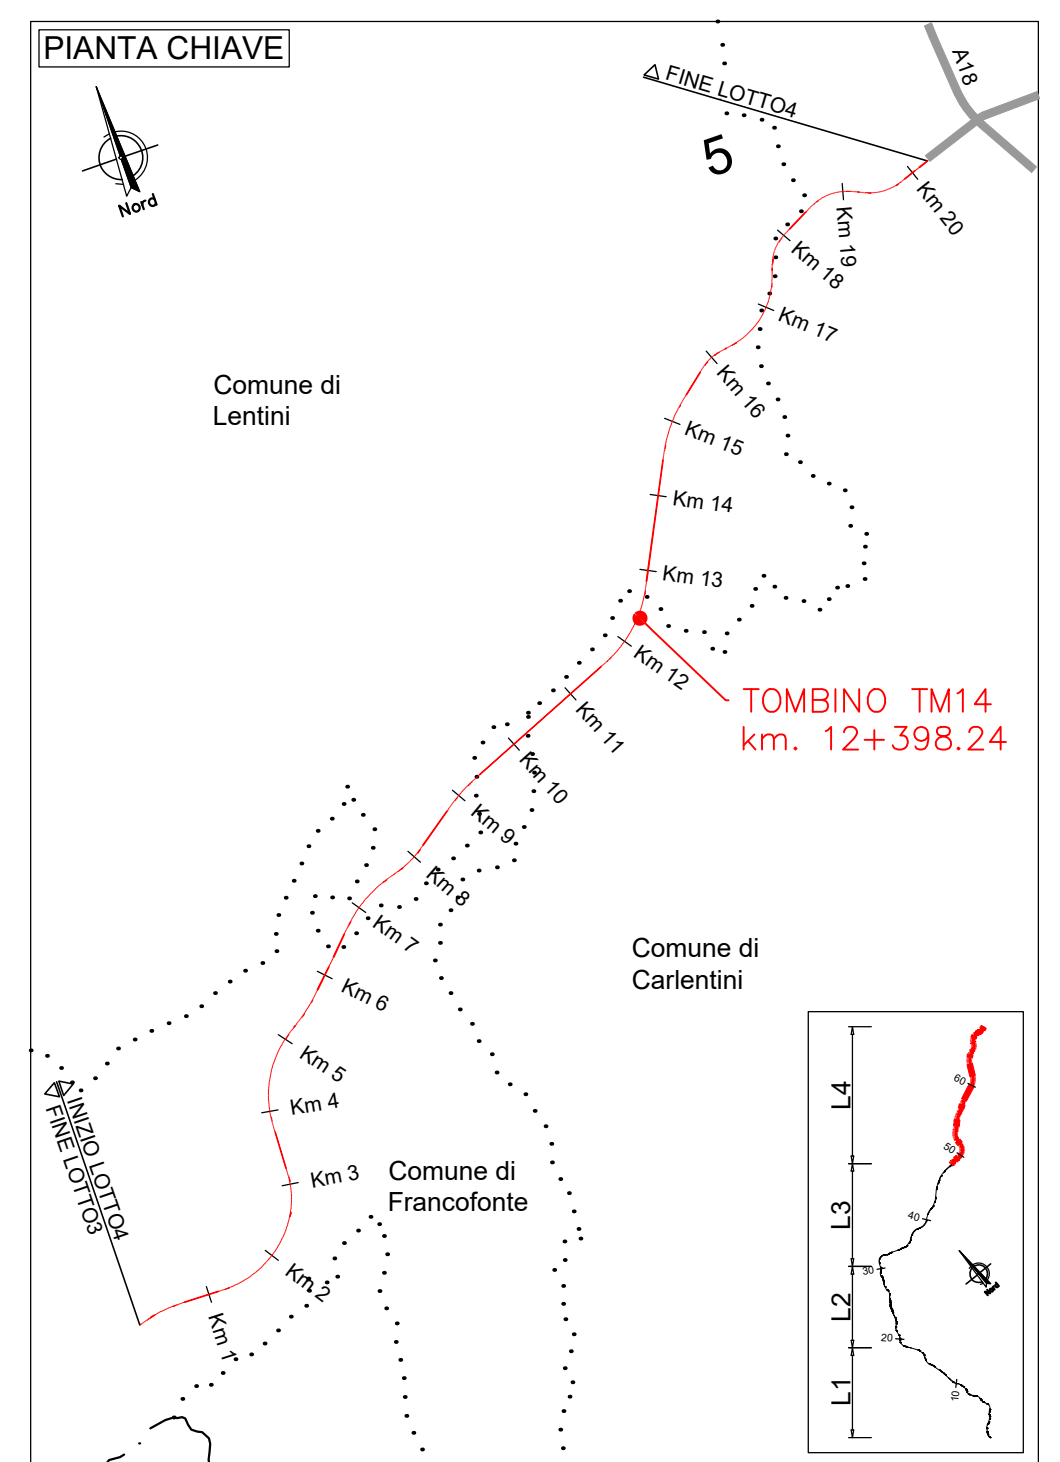 PIANTA CHIAVE
Nord
FINE LOTTO4
A18
5
Km 20
Km 19
Km 18
Km 17
Km 16
Comune di
Lentini
Km 15
Km 14
Km 13
Km 12
TOMBINO TM14
km. 12+398.24
Km 11
Km 10
Km 9
Km 8
Km 7
Comune di
Carlentini
Km 6
Km 5
Km 4
INIZIO LOTTO4
FINE LOTTO3
Km 3
Comune di
Francofonte
Km 2
Km 1
L4
60
50
L3
40
30
L2
20
L1
10